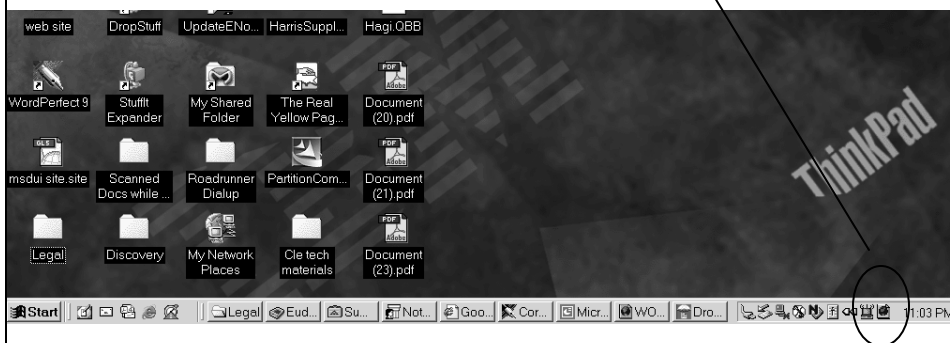 web site DropStuff UpdateENo... HarrisSuppl... Hagi.QBB
WordPerfect 9 StuffIt Expander My Shared Folder The Real Yellow Pag... Document (20).pdf
msdui site.site Scanned Docs while ... Roadrunner Dialup PartitionCom... Document (21).pdf
Legal Discovery My Network Places Cle tech materials Document (23).pdf
ThinkPad
IBM
Start Legal Eud... Su... Not... Goo... Cor... Micr... WO... Dro... 11:03 PM